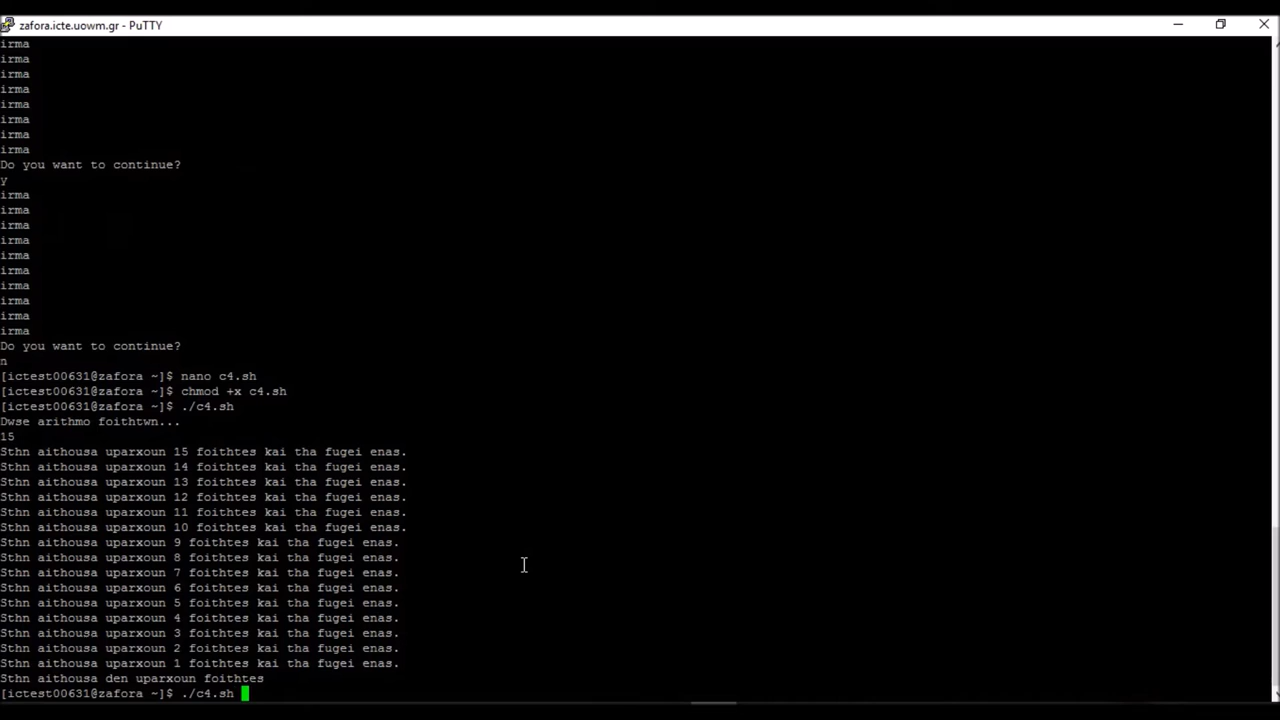 zafora.icte.uowm.gr - PuTTY
irma
irma
irma
irma
irma
irma
irma
irma
Do you want to continue?
y
irma
irma
irma
irma
irma
irma
irma
irma
irma
irma
Do you want to continue?
n
[ictest00631@zafora ~]$ nano c4.sh
[ictest00631@zafora ~]$ chmod +x c4.sh
[ictest00631@zafora ~]$ ./c4.sh
Dwse arithmo foithtwn...
15
Sthn aithousa uparxoun 15 foithtes kai tha fugei enas.
Sthn aithousa uparxoun 14 foithtes kai tha fugei enas.
Sthn aithousa uparxoun 13 foithtes kai tha fugei enas.
Sthn aithousa uparxoun 12 foithtes kai tha fugei enas.
Sthn aithousa uparxoun 11 foithtes kai tha fugei enas.
Sthn aithousa uparxoun 10 foithtes kai tha fugei enas.
Sthn aithousa uparxoun 9 foithtes kai tha fugei enas.
Sthn aithousa uparxoun 8 foithtes kai tha fugei enas.
Sthn aithousa uparxoun 7 foithtes kai tha fugei enas.
Sthn aithousa uparxoun 6 foithtes kai tha fugei enas.
Sthn aithousa uparxoun 5 foithtes kai tha fugei enas.
Sthn aithousa uparxoun 4 foithtes kai tha fugei enas.
Sthn aithousa uparxoun 3 foithtes kai tha fugei enas.
Sthn aithousa uparxoun 2 foithtes kai tha fugei enas.
Sthn aithousa uparxoun 1 foithtes kai tha fugei enas.
Sthn aithousa den uparxoun foithtes
[ictest00631@zafora ~]$ ./c4.sh